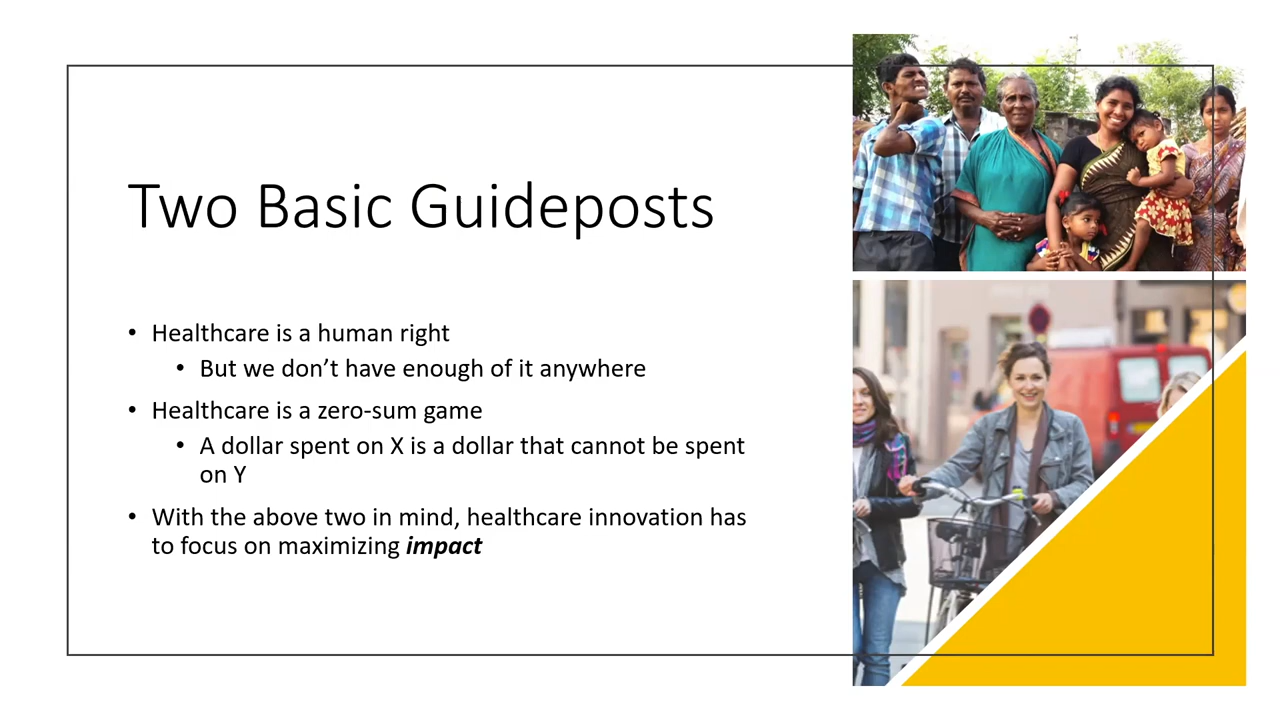 Two Basic Guideposts
• Healthcare is a human right
• But we don’t have enough of it anywhere
• Healthcare is a zero-sum game
• A dollar spent on X is a dollar that cannot be spent
on Y
• With the above two in mind, healthcare innovation has
to focus on maximizing impact